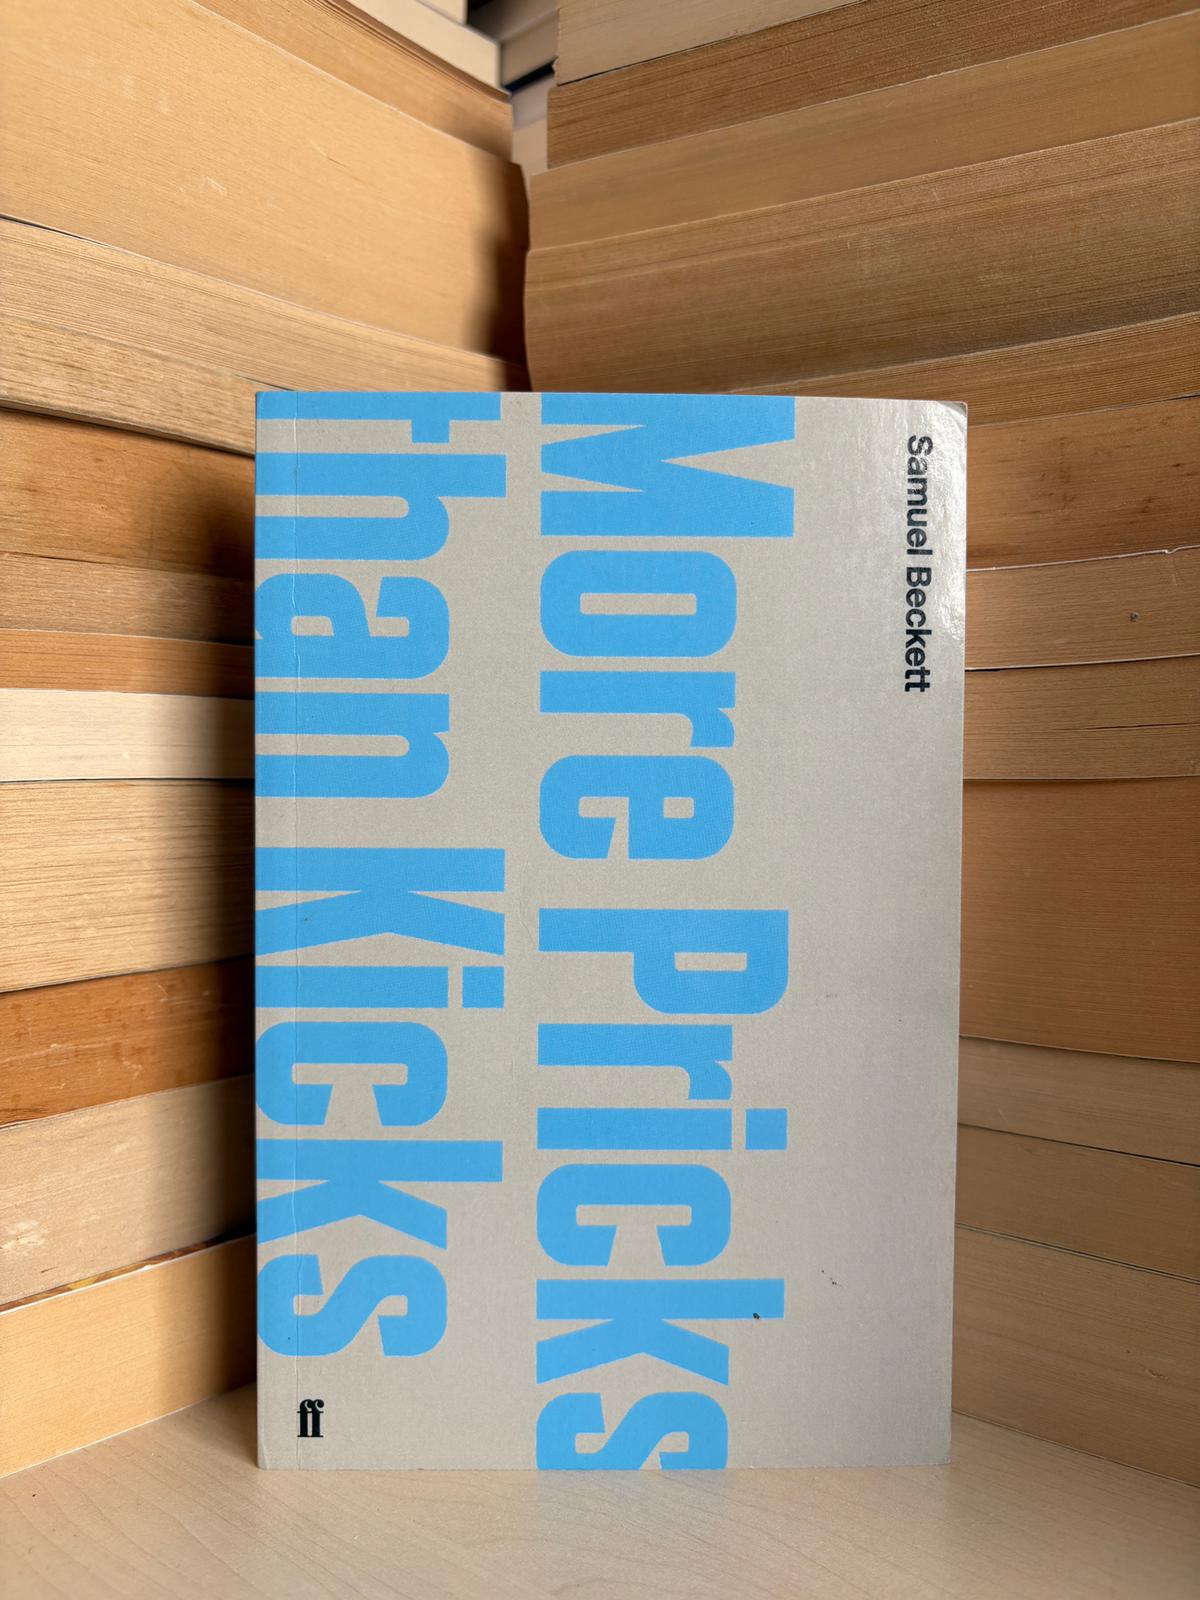 Samuel Beckett
More Pricks
than Kicks
ff